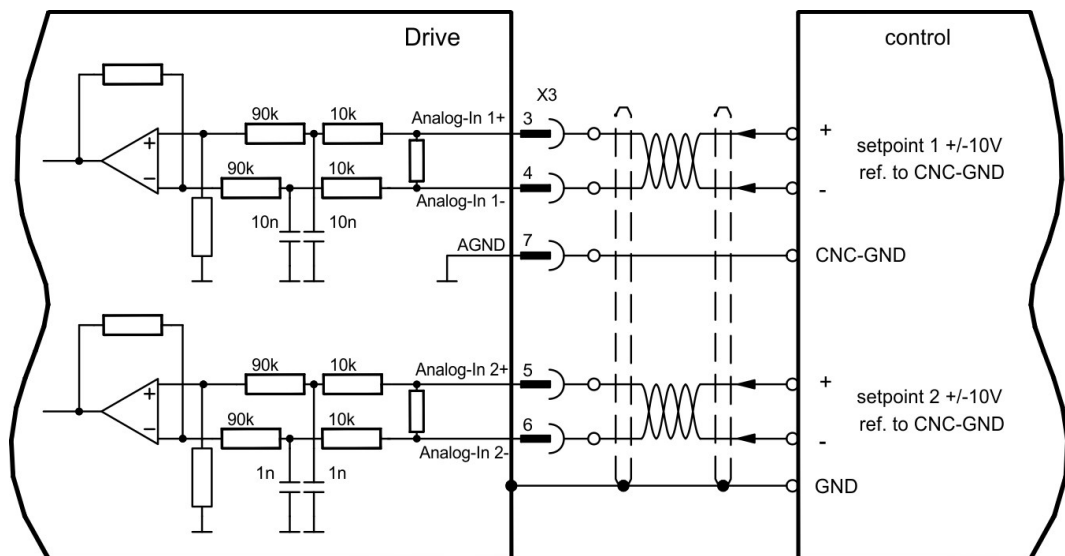 Drive
control
X3
90k
10k
Analog-In 1+
3
+
+
−
setpoint 1 +/-10V
ref. to CNC-GND
90k
10k
4
Analog-In 1-
-
10n
10n
AGND
7
CNC-GND
90k
10k
Analog-In 2+
5
+
+
−
setpoint 2 +/-10V
ref. to CNC-GND
90k
10k
6
Analog-In 2-
-
1n
1n
GND